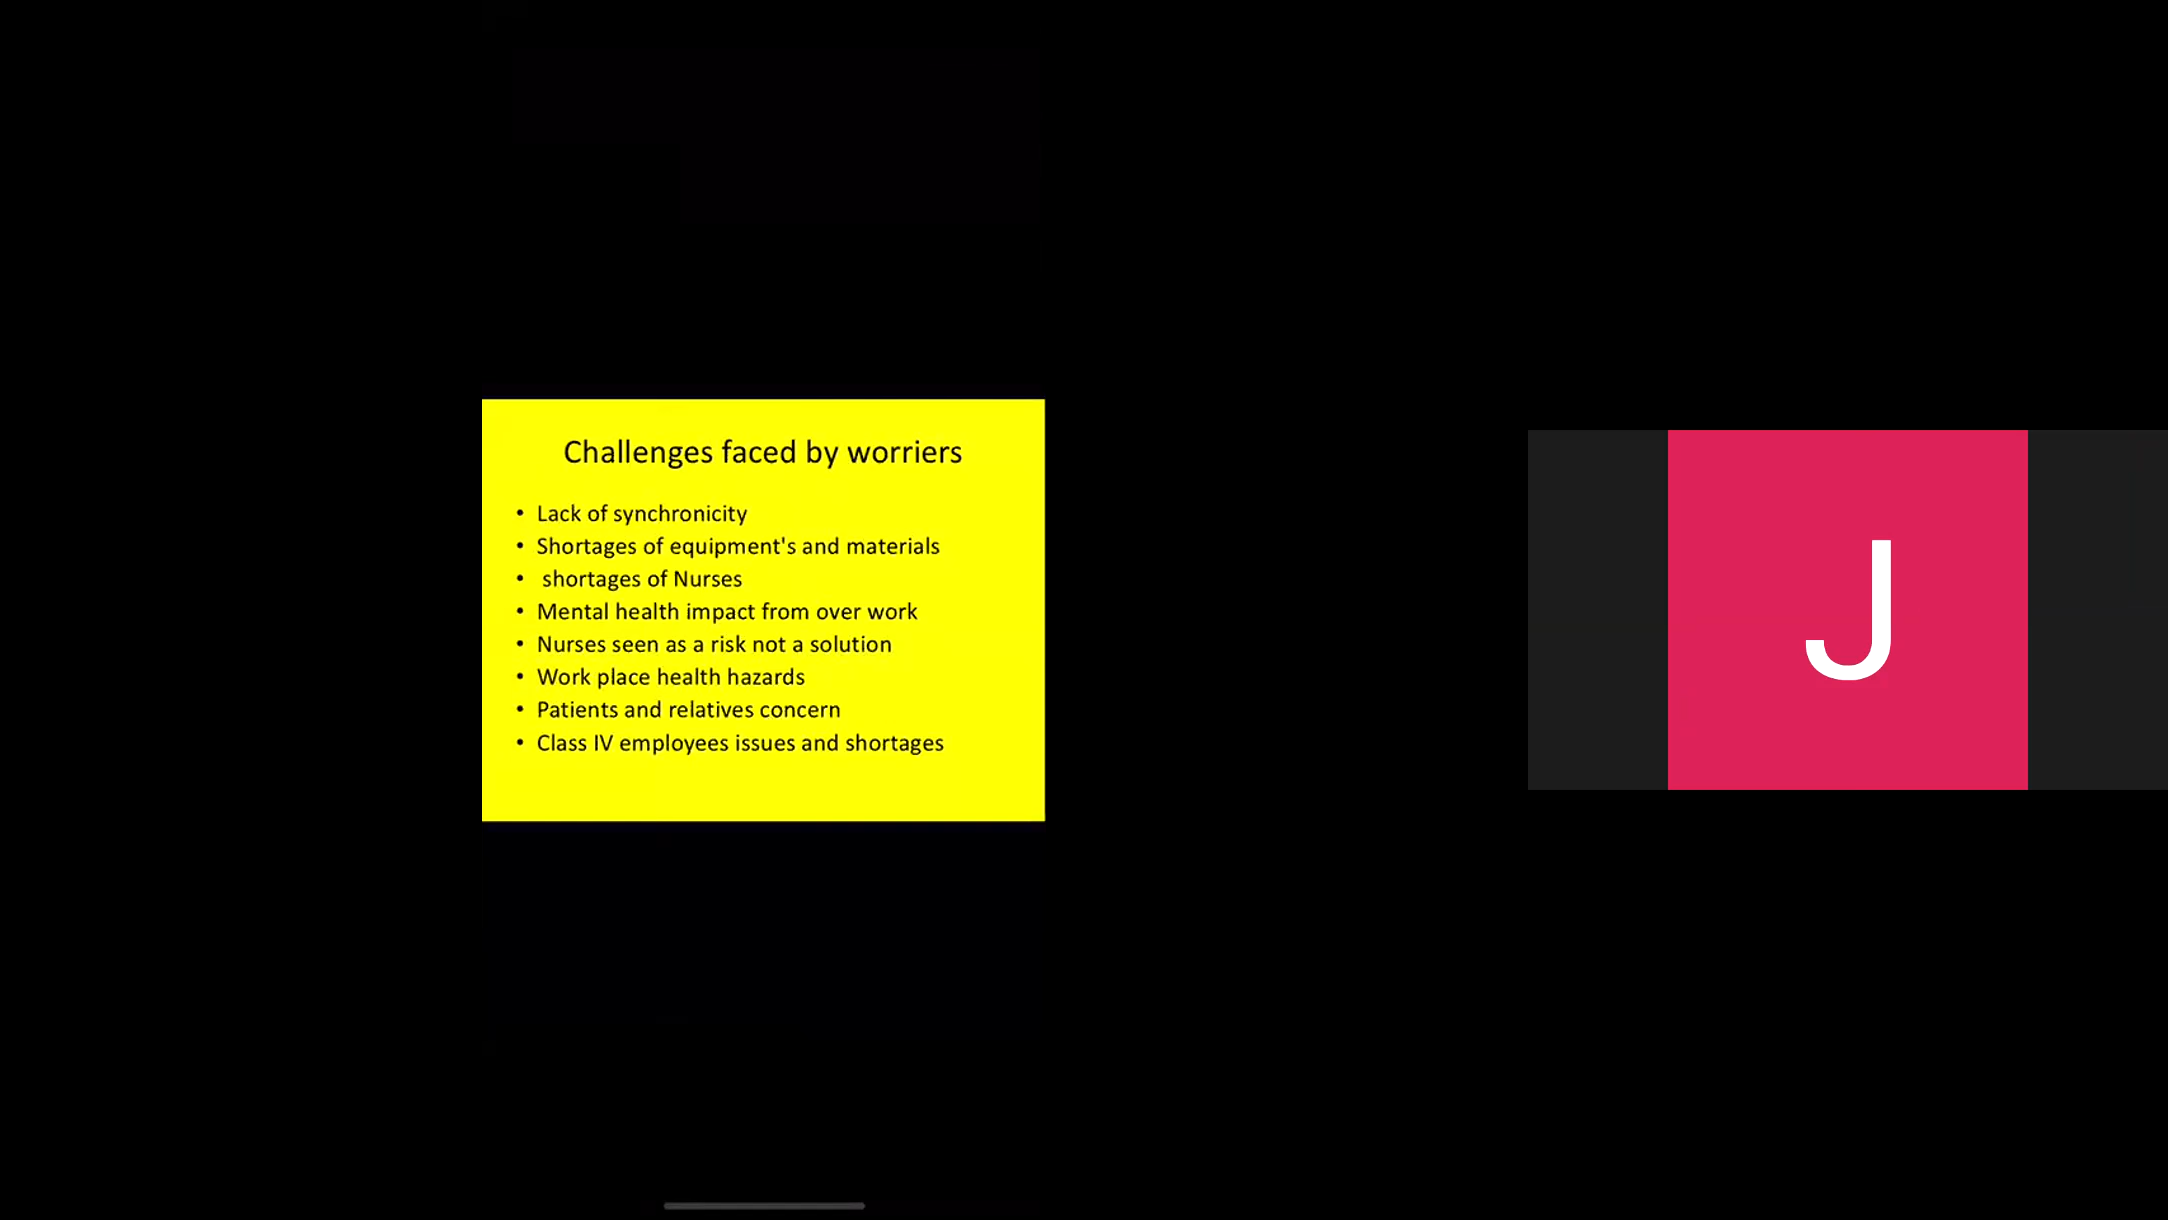 Challenges faced by worriers
• Lack of synchronicity
• Shortages of equipment's and materials
• shortages of Nurses
• Mental health impact from over work
• Nurses seen as a risk not a solution
• Work place health hazards
• Patients and relatives concern
• Class IV employees issues and shortages
J